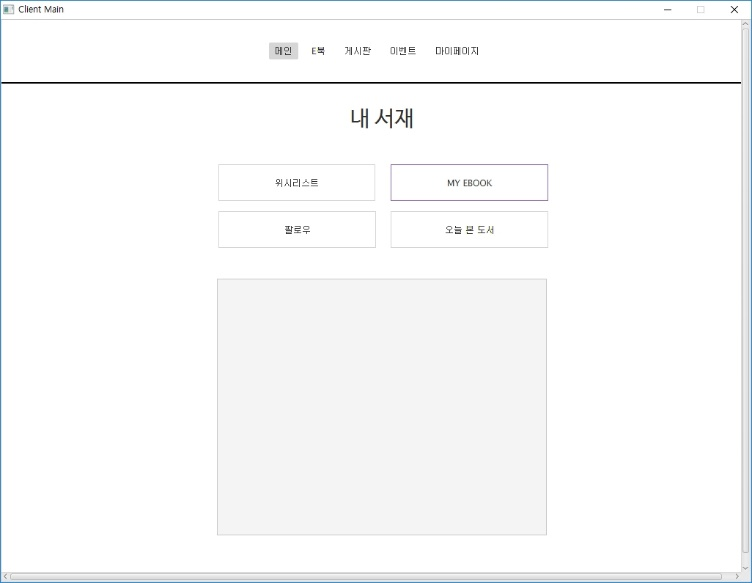 Client Main
메인 E북 게시판 이벤트 마이페이지
내 서재
위시리스트 MY EBOOK
팔로우 오늘 본 도서